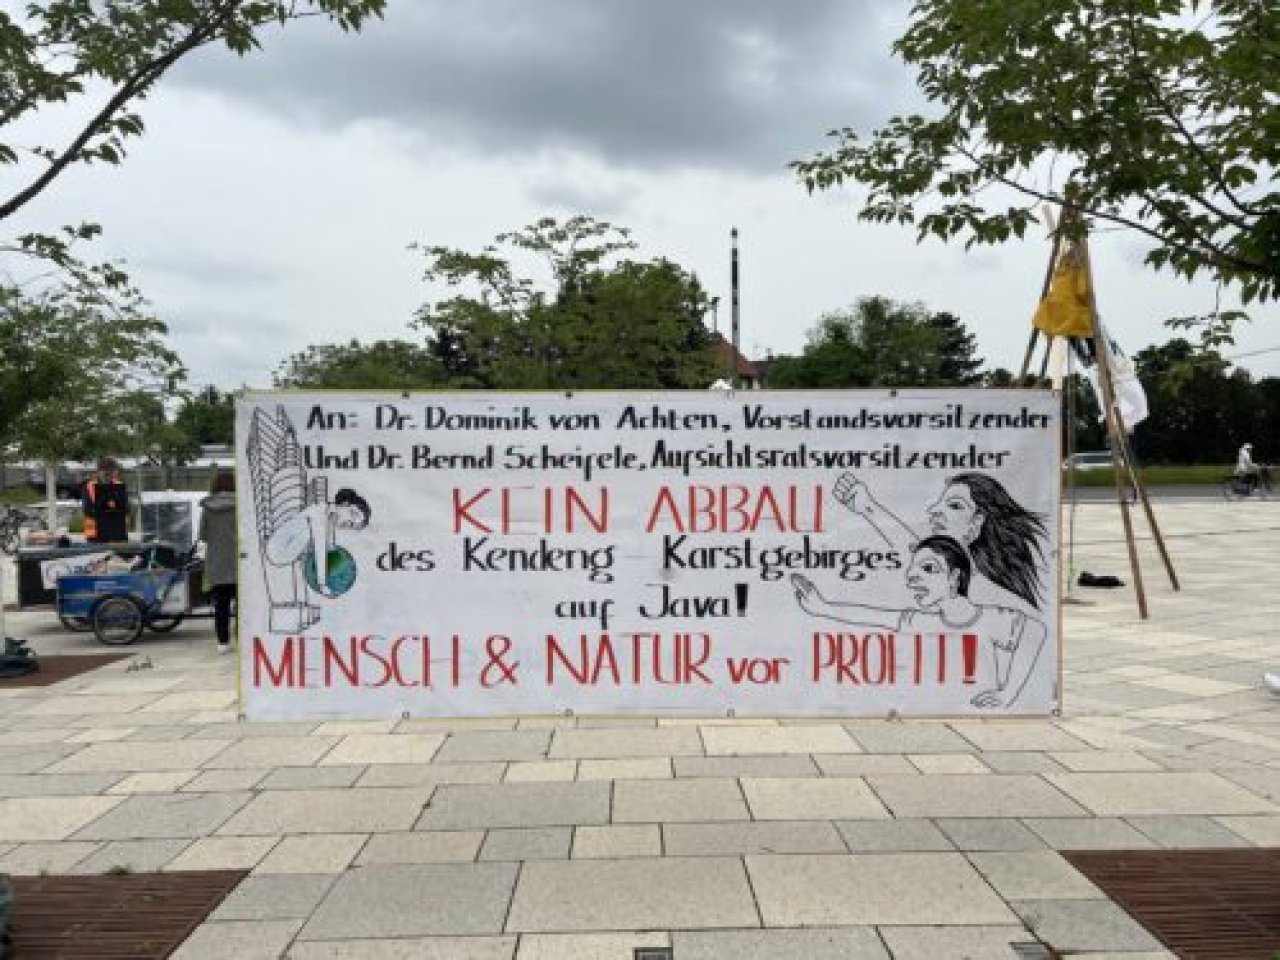 An: Dr. Dominik von Achten, Vorstandsvorsitzender
Und Dr. Bernd Scheifele, Aufsichtsratsvorsitzender
KEIN ABBAU
des Kendeng Karstgebirges
auf Java!
MENSCH & NATUR vor PROFIT!